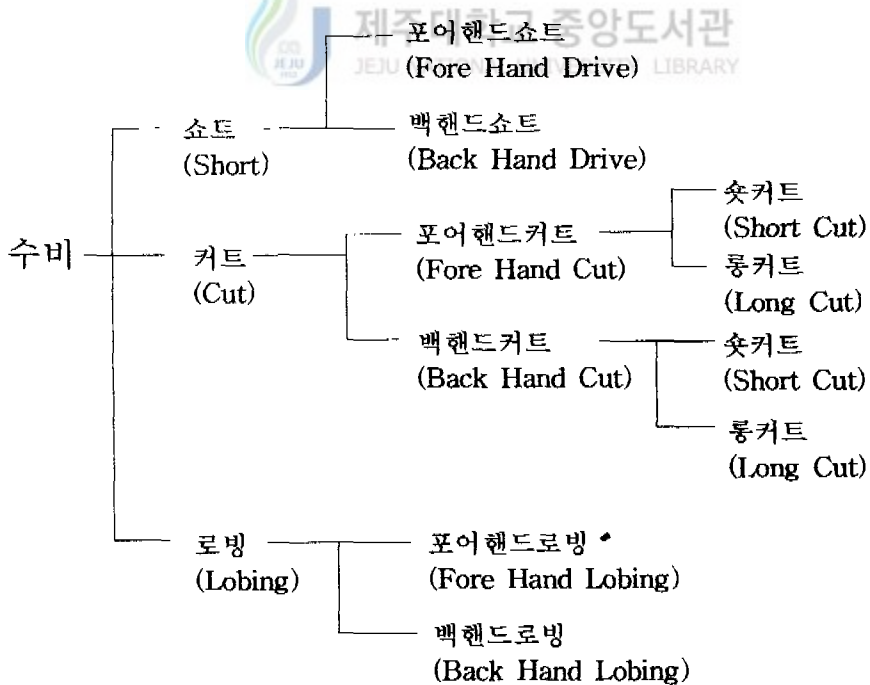 제주대학교 중앙도서관
JEJU NATIONAL UNIVERSITY LIBRARY
JEJU
1952
포어핸드쇼트
(Fore Hand Drive)
쇼트
(Short)
백핸드쇼트
(Back Hand Drive)
숏커트
(Short Cut)
수비
커트
(Cut)
포어핸드커트
(Fore Hand Cut)
롱커트
(Long Cut)
백핸드커트
(Back Hand Cut)
숏커트
(Short Cut)
롱커트
(Long Cut)
로빙
(Lobing)
포어핸드로빙
(Fore Hand Lobing)
백핸드로빙
(Back Hand Lobing)